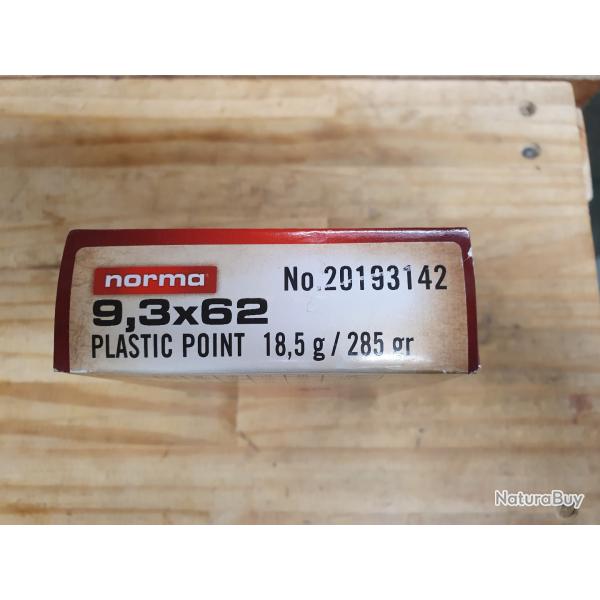 norma No.20193142
9,3x62
PLASTIC POINT 18,5 g / 285 gr
NaturaBuy